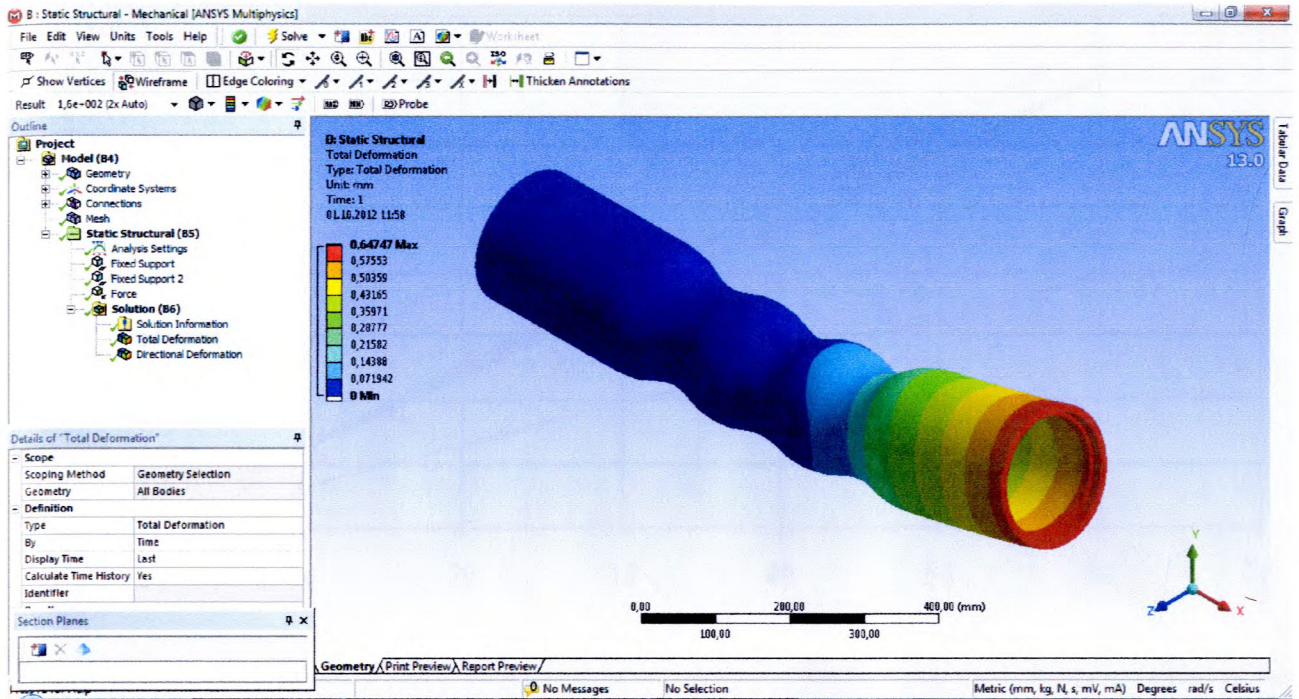 B : Static Structural - Mechanical [ANSYS Multiphysics]
File Edit View Units Tools Help Solve Worksheet
Show Vertices Wireframe Edge Coloring Thicken Annotations
Result 1,6e+002 (2x Auto) Probe
Outline
Project
Model (B4)
Geometry
Coordinate Systems
Connections
Mesh
Static Structural (B5)
Analysis Settings
Fixed Support
Fixed Support 2
Force
Solution (B6)
Solution Information
Total Deformation
Directional Deformation
Details of "Total Deformation"
Scope
Scoping Method Geometry Selection
Geometry All Bodies
Definition
Type Total Deformation
By Time
Display Time Last
Calculate Time History Yes
Identifier
Section Planes
B: Static Structural
Total Deformation
Type: Total Deformation
Unit: mm
Time: 1
01.10.2012 11:58
0,64747 Max
0,57553
0,50359
0,43165
0,35971
0,28777
0,21582
0,14388
0,071942
0 Min
ANSYS
13.0
Tabular Data
Graph
Y
Z
X
0,00 200,00 400,00 (mm)
100,00 300,00
Geometry Print Preview Report Preview
0 No Messages No Selection Metric (mm, kg, N, s, mV, mA) Degrees rad/s Celsius